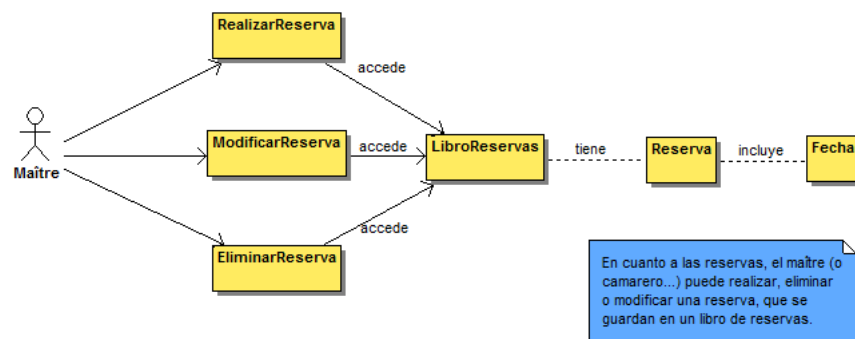 RealizarReserva
accede
Maître
ModificarReserva
accede
LibroReservas
tiene
Reserva
incluye
Fecha
accede
EliminarReserva
En cuanto a las reservas, el maître (o
camarero...) puede realizar, eliminar
o modificar una reserva, que se
guardan en un libro de reservas.